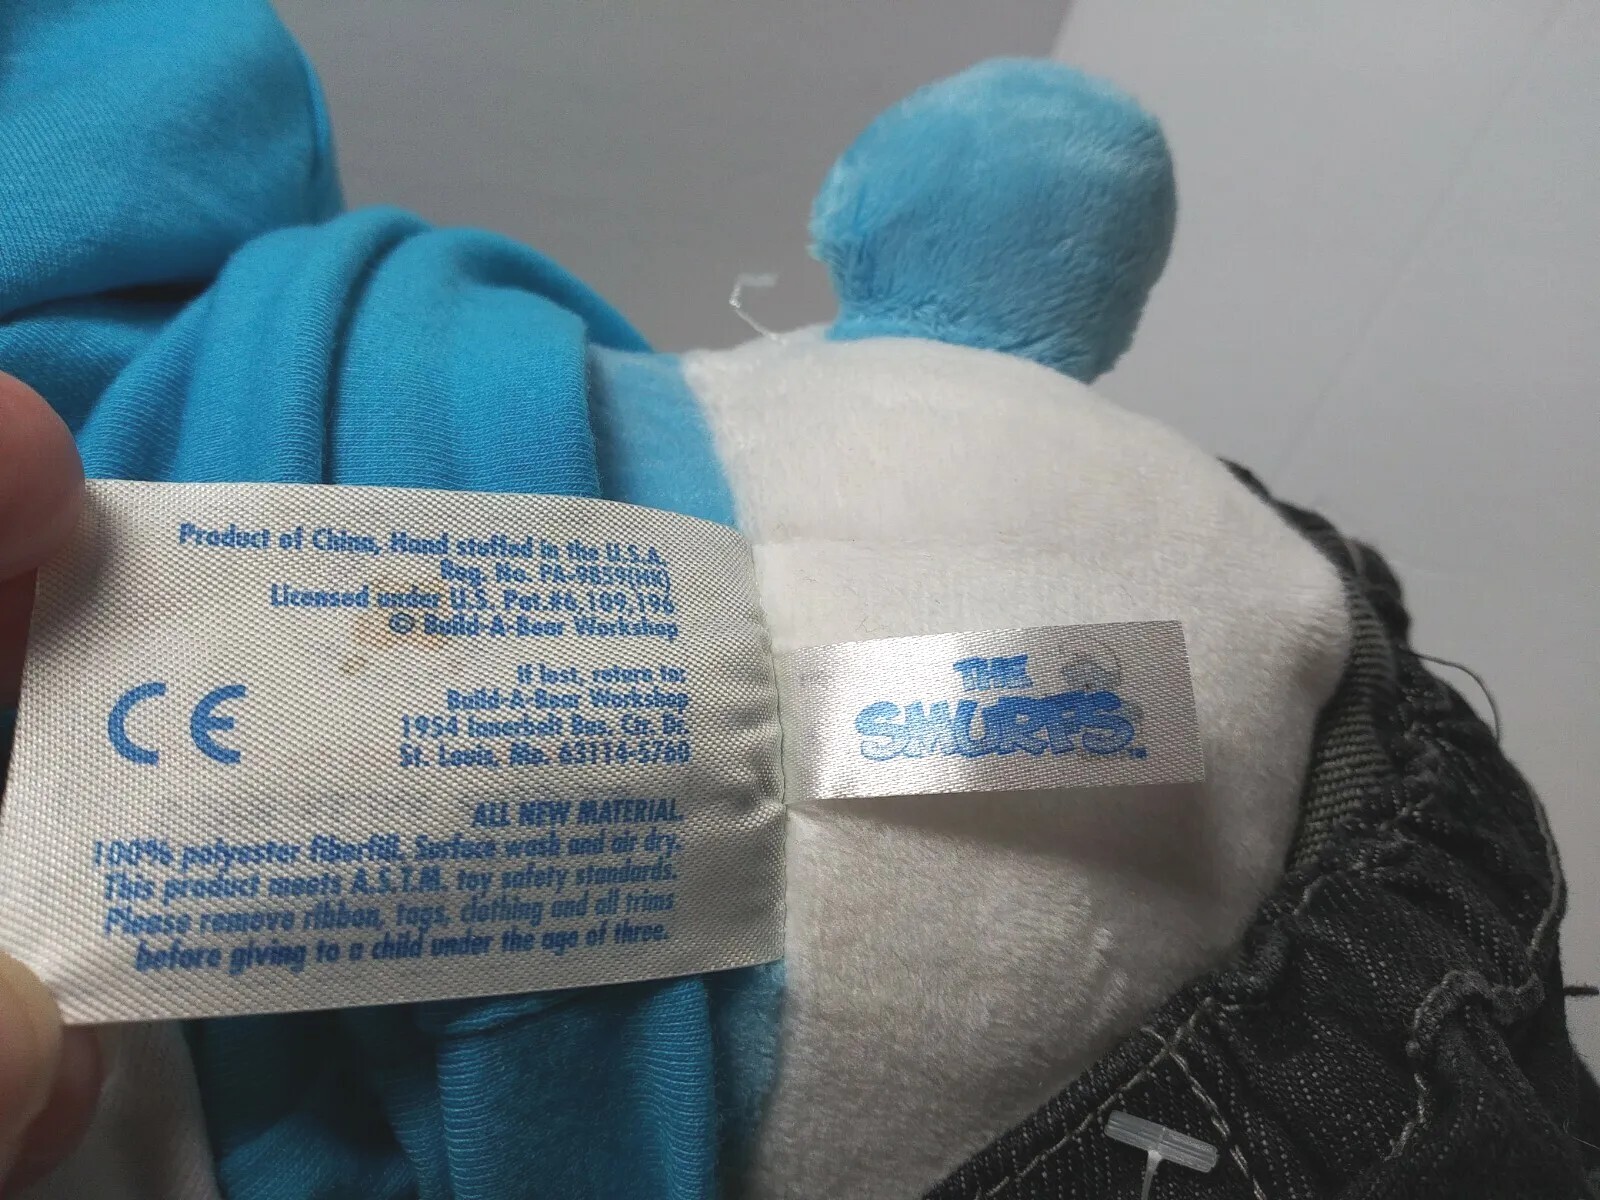 Product of China, Hand stuffed in the U.S.A.
Reg. No. PA-9859(HK)
Licensed under U.S. Pat.#6,109,196
© Build-A-Bear Workshop
If lost, return to:
Build-A-Bear Workshop
1954 Innerbelt Bus. Ctr. Dr.
St. Louis, Mo. 63114-5760
CE
ALL NEW MATERIAL.
100% polyester fiberfill. Surface wash and air dry.
This product meets A.S.T.M. toy safety standards.
Please remove ribbon, tags, clothing and all trims
before giving to a child under the age of three.
THE
SMURFS™